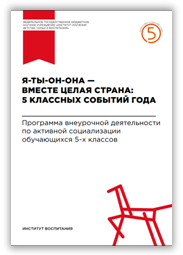 5
Я-ТЫ-ОН-ОНА —
ВМЕСТЕ ЦЕЛАЯ СТРАНА:
5 КЛАССНЫХ СОБЫТИЙ ГОДА
Программа внеурочной деятельности
по активной социализации
обучающихся 5-х классов
ИНСТИТУТ ВОСПИТАНИЯ